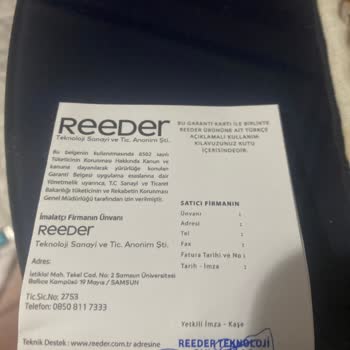 Reeder
Teknoloji Sanayi ve Tic. Anonim Şti.
Bu belgenin kullanılmasında 6502 sayılı
Tüketicinin Korunması Hakkında Kanun ve
kanuna dayanılarak yürürlüğe konulan
Garanti Belgesi uygulama esaslarına dair
Yönetmelik uyarınca, T.C Sanayi ve Ticaret
Bakanlığı tüketicinin ve Rekabetin Korunması
Genel Müdürlüğü tarafından izin verilmiştir.
İmalatçı Firmanın Ünvanı
Reeder
Teknoloji Sanayi ve Tic. Anonim Şti.
Adres:
İstiklal Mah. Tekel Cad. No: 2 Samsun Üniversitesi
Ballıca Kampüsü 19 Mayıs / SAMSUN
Tic.Sic.No: 2753
Telefon: 0850 811 7333
Teknik Destek : www.reeder.com.tr adresine
BU GARANTİ KARTI İLE BİRLİKTE
REEDER ÜRÜNÜNE AİT TÜRKÇE
AÇIKLAMALI KULLANIM
KILAVUZUNUZ KUTU
İÇERİSİNDEDİR.
SATICI FİRMANIN
Ünvanı :
Adresi :
Tel :
Fax :
Fatura Tarihi ve No :
Tarih - İmza :
Yetkili İmza - Kaşe
REEDER TEKNOLOJİ